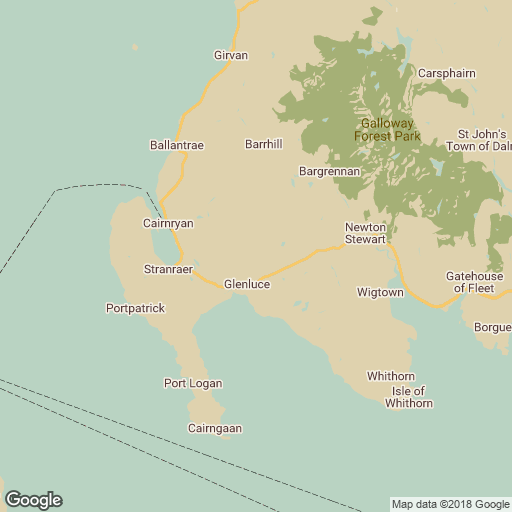 Girvan
Carsphairn
Galloway
Forest Park
St John's
Town of Dalr
Ballantrae
Barrhill
Bargrennan
Cairnryan
Newton
Stewart
Stranraer
Glenluce
Gatehouse
of Fleet
Wigtown
Portpatrick
Borgue
Port Logan
Whithorn
Isle of
Whithorn
Cairngaan
Google
Map data ©2018 Google